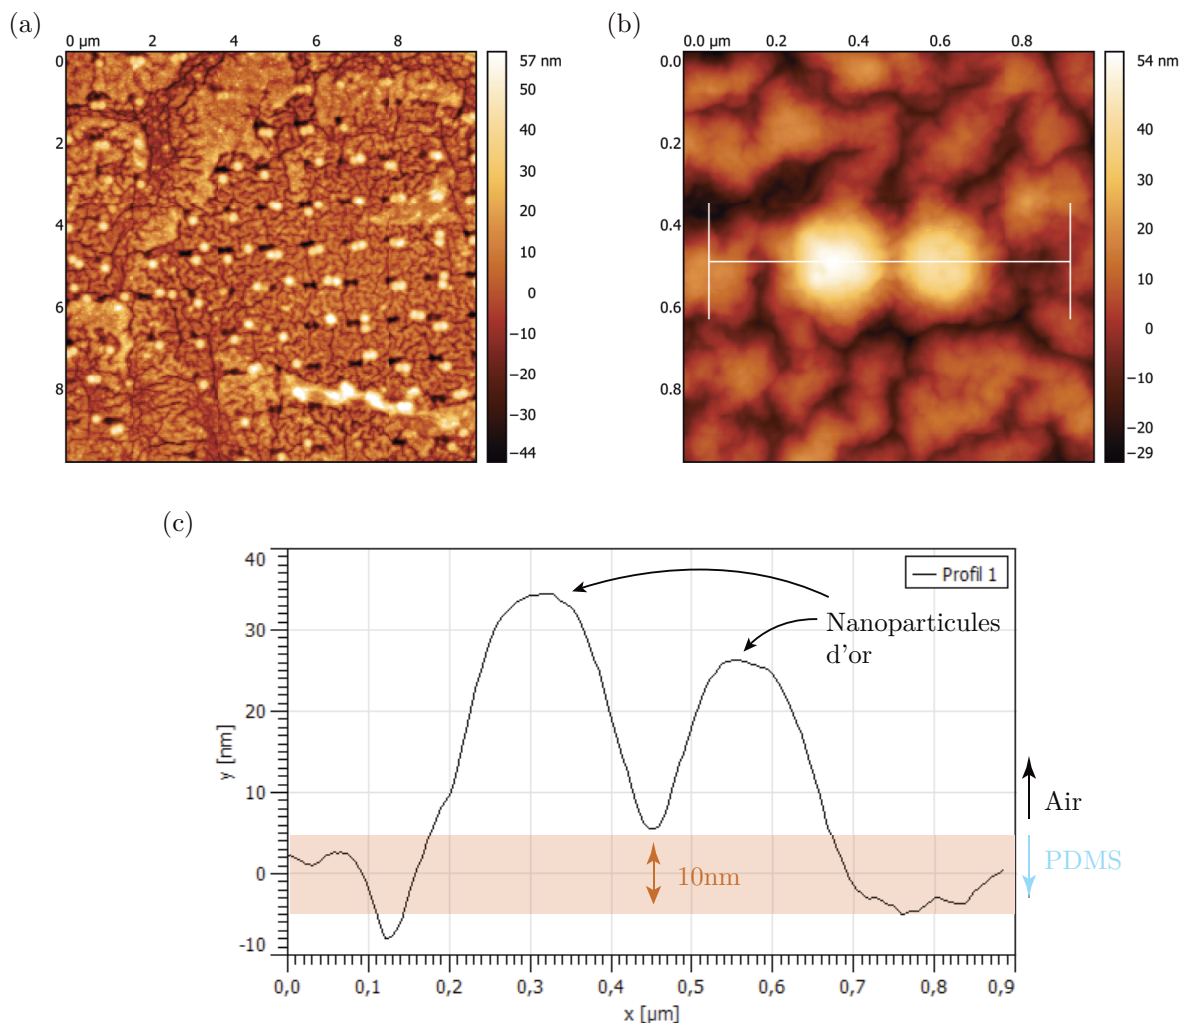 (a)
(b)
0 µm 2 4 6 8
0
2
4
6
8
57 nm
50
40
30
20
10
0
−10
−20
−30
−44
0.0 µm 0.2 0.4 0.6 0.8
0.0
0.2
0.4
0.6
0.8
54 nm
40
30
20
10
0
−10
−20
−29
(c)
40
30
20
10
0
-10
y [nm]
Profil 1
Nanoparticules
d'or
10nm
Air
PDMS
0,0 0,1 0,2 0,3 0,4 0,5 0,6 0,7 0,8 0,9
x [µm]